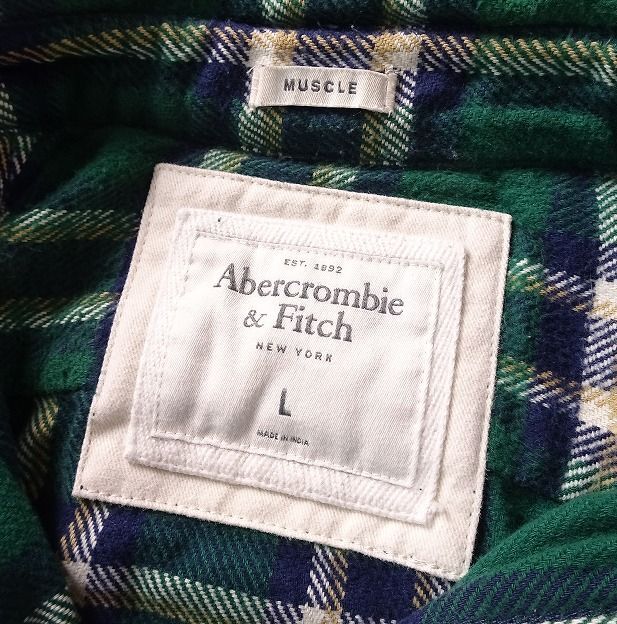 MUSCLE
EST. 1892
Abercrombie
& Fitch
NEW YORK
L
MADE IN INDIA